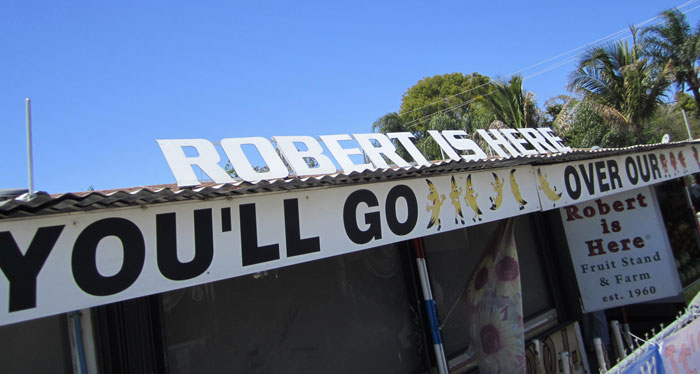 ROBERT IS HERE
YOU'LL GO OVER OUR
Robert
is
Here®
Fruit Stand
& Farm
est. 1960